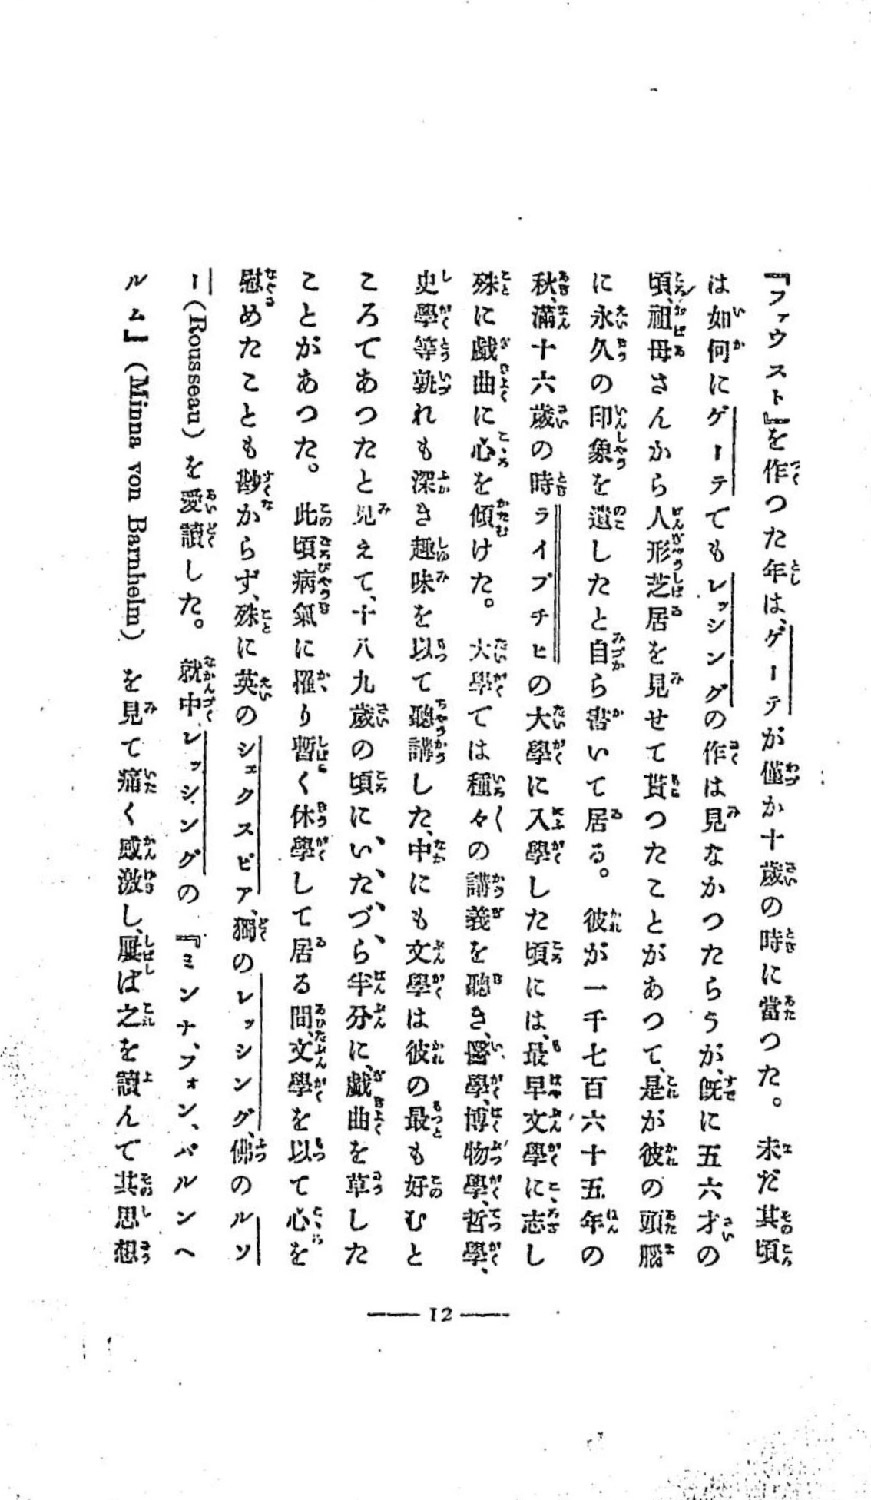 『ファウスト』を作つた年は、ゲーテが僅か十歳の時に當つた。未だ其頃
は如何にゲーテでもレッシングの作は見なかつたらうが、既に五六才の
頃、祖母さんから人形芝居を見せて貰つたことがあつて、是が彼の頭腦
に永久の印象を遺したと自ら書いて居る。彼が一千七百六十五年の
秋、滿十六歳の時ライプチヒの大學に入學した頃には、最早文學に志し
殊に戯曲に心を傾けた。大學では種々の講義を聽き、醫學、博物學、哲學、
史學等孰れも深き趣味を以て聽講した、中にも文學は彼の最も好むと
ころであつたと見えて、十八九歳の頃にいたづら半分に、戯曲を草した
ことがあつた。此頃病氣に罹り暫く休學して居る間、文學を以て心を
慰めたことも尠からず、殊に英のシェクスピア、獨のレッシング、佛のルソ
ー(Rousseau)を愛讀した。就中レッシングの『ミンナ、フォン、バルンヘ
ルム』(Minna von Barnhelm)を見て痛く感激し、屢ば之を讀んで其思想
12